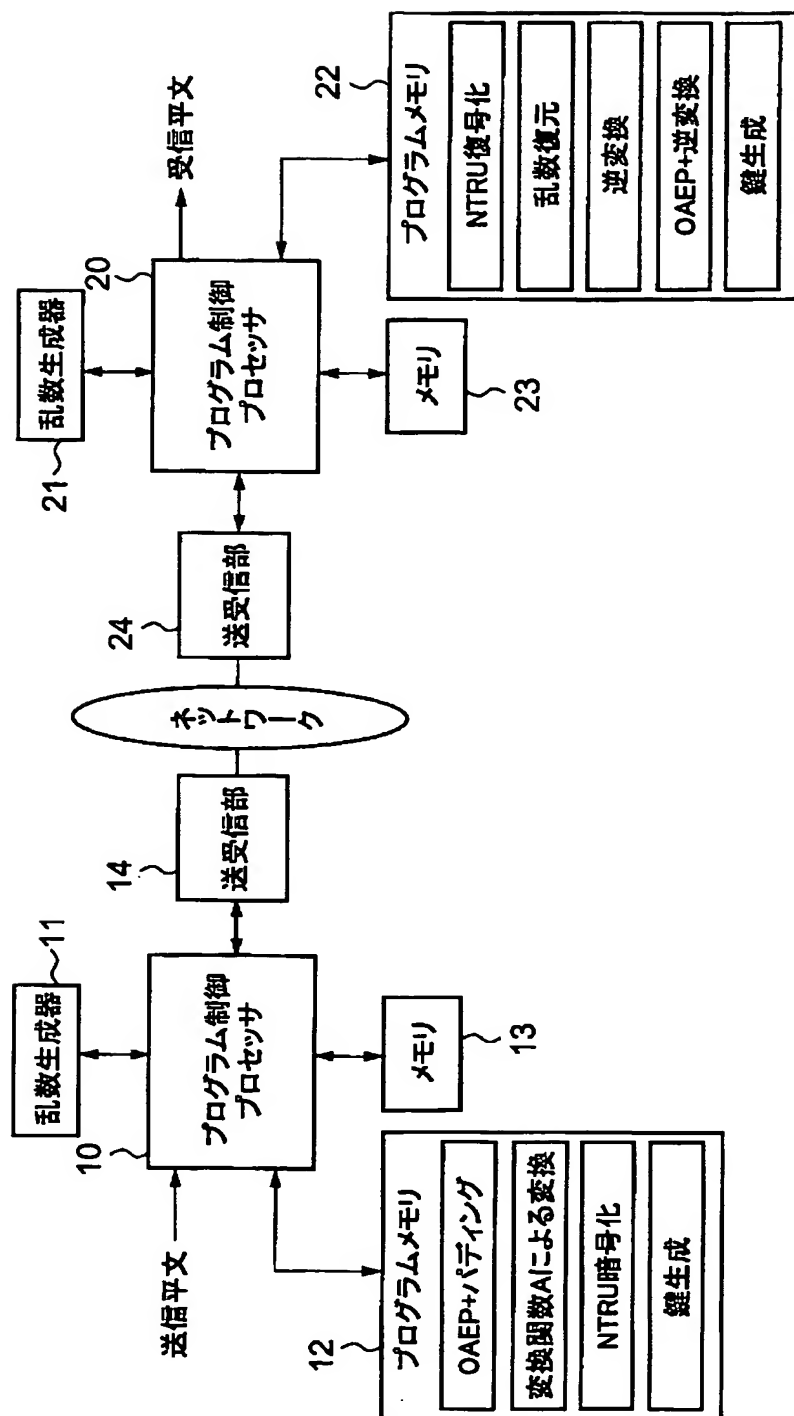 送信平文
10
プログラム制御
プロセッサ
乱数生成器
11
12
プログラムメモリ
OAEP+パディング
変換関数AIによる変換
NTRU暗号化
鍵生成
メモリ
13
14
送受信部
ネットワーク
24
送受信部
20
プログラム制御
プロセッサ
乱数生成器
21
受信平文
22
プログラムメモリ
NTRU復号化
乱数復元
逆変換
OAEP+逆変換
鍵生成
メモリ
23